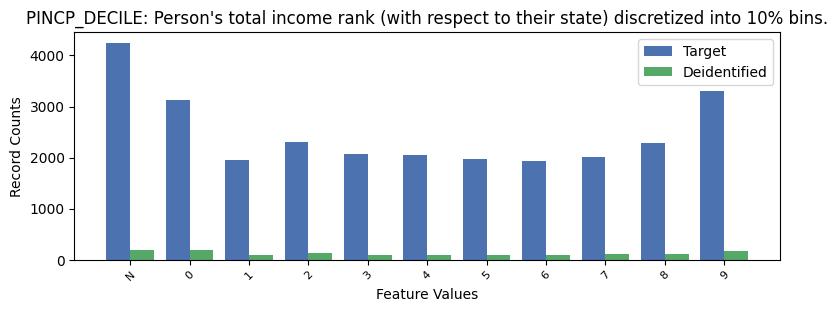 PINCP_DECILE: Person's total income rank (with respect to their state) discretized into 10% bins.
Target
Deidentified
Record Counts
4000
3000
2000
1000
0
N 0 1 2 3 4 5 6 7 8 9
Feature Values